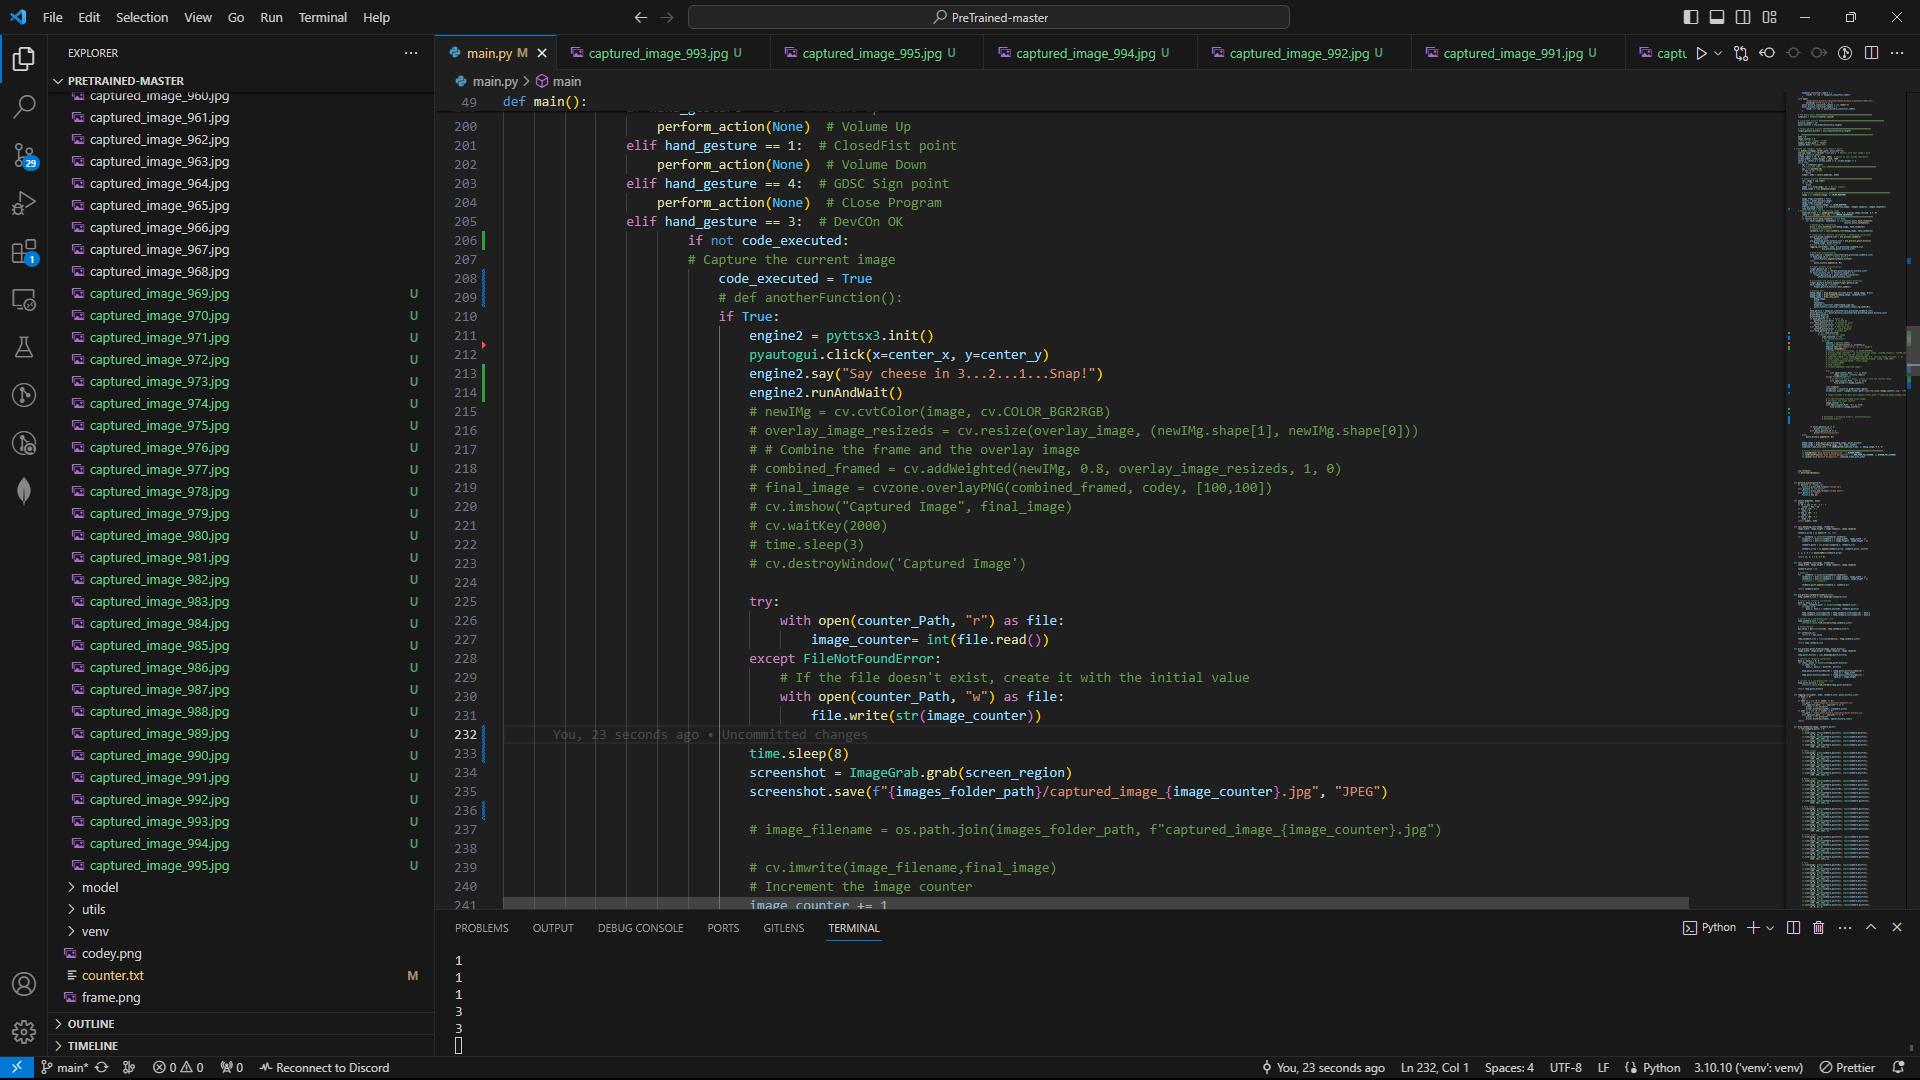 File Edit Selection View Go Run Terminal Help
PreTrained-master
EXPLORER
PRETRAINED-MASTER
captured_image_960.jpg
captured_image_961.jpg
captured_image_962.jpg
captured_image_963.jpg
captured_image_964.jpg
captured_image_965.jpg
captured_image_966.jpg
captured_image_967.jpg
captured_image_968.jpg
captured_image_969.jpg U
captured_image_970.jpg U
captured_image_971.jpg U
captured_image_972.jpg U
captured_image_973.jpg U
captured_image_974.jpg U
captured_image_975.jpg U
captured_image_976.jpg U
captured_image_977.jpg U
captured_image_978.jpg U
captured_image_979.jpg U
captured_image_980.jpg U
captured_image_981.jpg U
captured_image_982.jpg U
captured_image_983.jpg U
captured_image_984.jpg U
captured_image_985.jpg U
captured_image_986.jpg U
captured_image_987.jpg U
captured_image_988.jpg U
captured_image_989.jpg U
captured_image_990.jpg U
captured_image_991.jpg U
captured_image_992.jpg U
captured_image_993.jpg U
captured_image_994.jpg U
captured_image_995.jpg U
model
utils
venv
codey.png
counter.txt M
frame.png
OUTLINE
TIMELINE
29
1
main.py M captured_image_993.jpg U captured_image_995.jpg U captured_image_994.jpg U captured_image_992.jpg U captured_image_991.jpg U captu
main.py > main
49 def main():
200 perform_action(None) # Volume Up
201 elif hand_gesture == 1: # ClosedFist point
202 perform_action(None) # Volume Down
203 elif hand_gesture == 4: # GDSC Sign point
204 perform_action(None) # CLose Program
205 elif hand_gesture == 3: # DevCOn OK
206 if not code_executed:
207 # Capture the current image
208 code_executed = True
209 # def anotherFunction():
210 if True:
211 engine2 = pyttsx3.init()
212 pyautogui.click(x=center_x, y=center_y)
213 engine2.say("Say cheese in 3...2...1...Snap!")
214 engine2.runAndWait()
215 # newIMg = cv.cvtColor(image, cv.COLOR_BGR2RGB)
216 # overlay_image_resizeds = cv.resize(overlay_image, (newIMg.shape[1], newIMg.shape[0]))
217 # # Combine the frame and the overlay image
218 # combined_framed = cv.addWeighted(newIMg, 0.8, overlay_image_resizeds, 1, 0)
219 # final_image = cvzone.overlayPNG(combined_framed, codey, [100,100])
220 # cv.imshow("Captured Image", final_image)
221 # cv.waitKey(2000)
222 # time.sleep(3)
223 # cv.destroyWindow('Captured Image')
224
225 try:
226 with open(counter_Path, "r") as file:
227 image_counter= int(file.read())
228 except FileNotFoundError:
229 # If the file doesn't exist, create it with the initial value
230 with open(counter_Path, "w") as file:
231 file.write(str(image_counter))
232 You, 23 seconds ago • Uncommitted changes
233 time.sleep(8)
234 screenshot = ImageGrab.grab(screen_region)
235 screenshot.save(f"{images_folder_path}/captured_image_{image_counter}.jpg", "JPEG")
236
237 # image_filename = os.path.join(images_folder_path, f"captured_image_{image_counter}.jpg")
238
239 # cv.imwrite(image_filename,final_image)
240 # Increment the image counter
241 image_counter += 1
PROBLEMS OUTPUT DEBUG CONSOLE PORTS GITLENS TERMINAL Python
1
1
1
3
3
main* 0 0 0 Reconnect to Discord You, 23 seconds ago Ln 232, Col 1 Spaces: 4 UTF-8 LF Python 3.10.10 ('venv': venv) Prettier